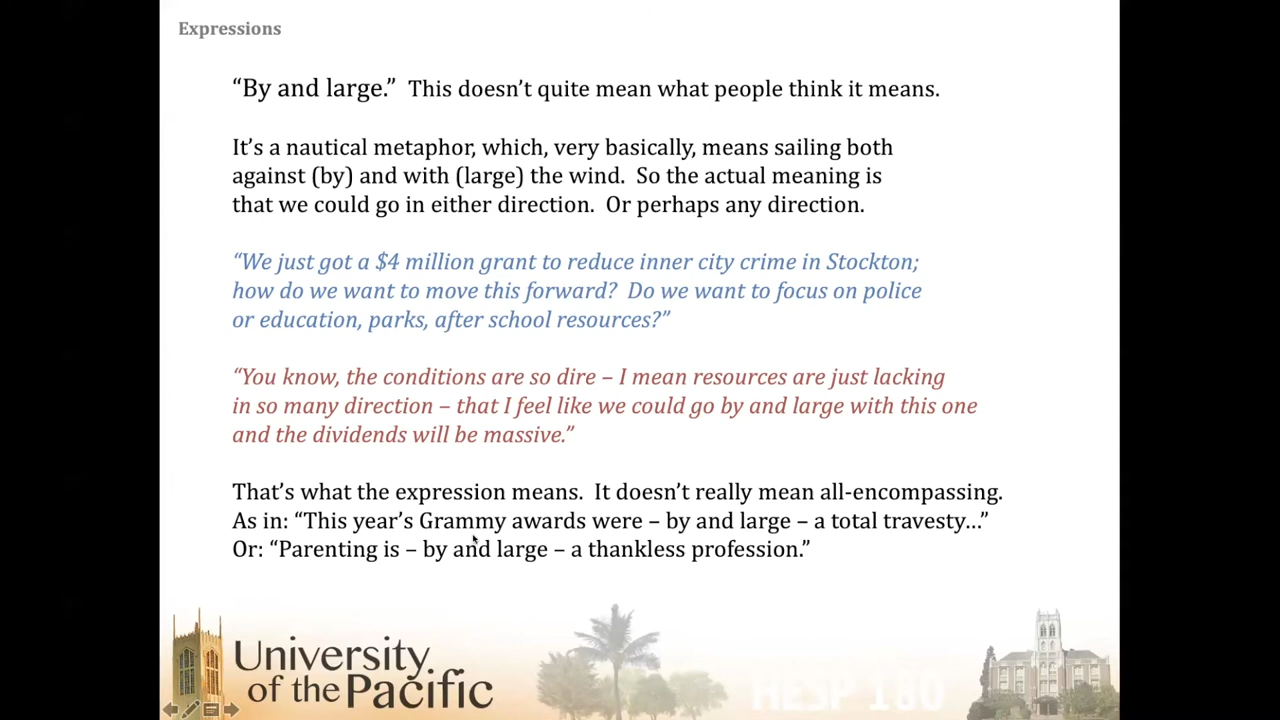 Expressions
“By and large.” This doesn’t quite mean what people think it means.
It’s a nautical metaphor, which, very basically, means sailing both
against (by) and with (large) the wind. So the actual meaning is
that we could go in either direction. Or perhaps any direction.
“We just got a $4 million grant to reduce inner city crime in Stockton;
how do we want to move this forward? Do we want to focus on police
or education, parks, after school resources?”
“You know, the conditions are so dire – I mean resources are just lacking
in so many direction – that I feel like we could go by and large with this one
and the dividends will be massive.”
That’s what the expression means. It doesn’t really mean all-encompassing.
As in: “This year’s Grammy awards were – by and large – a total travesty…”
Or: “Parenting is – by and large – a thankless profession.”
University
of the Pacific
HESP 180